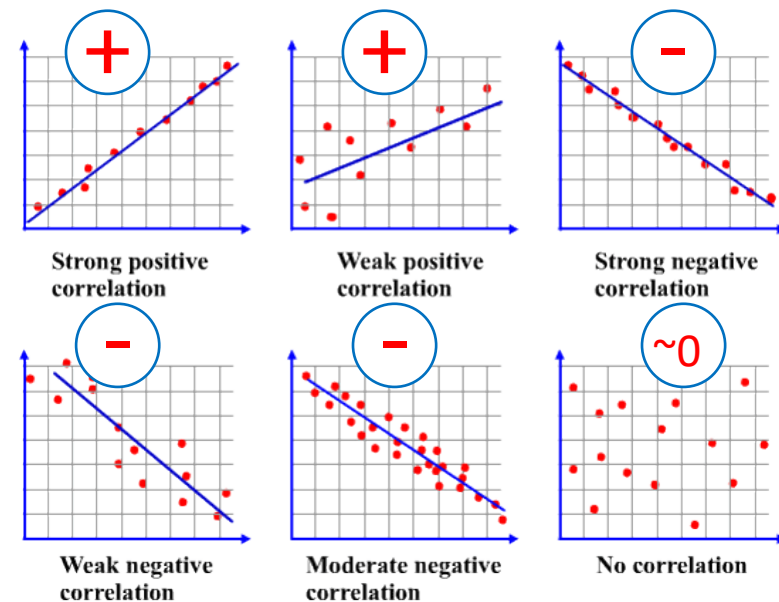 +
+
-
Strong positive
correlation
Weak positive
correlation
Strong negative
correlation
-
-
~0
Weak negative
correlation
Moderate negative
correlation
No correlation